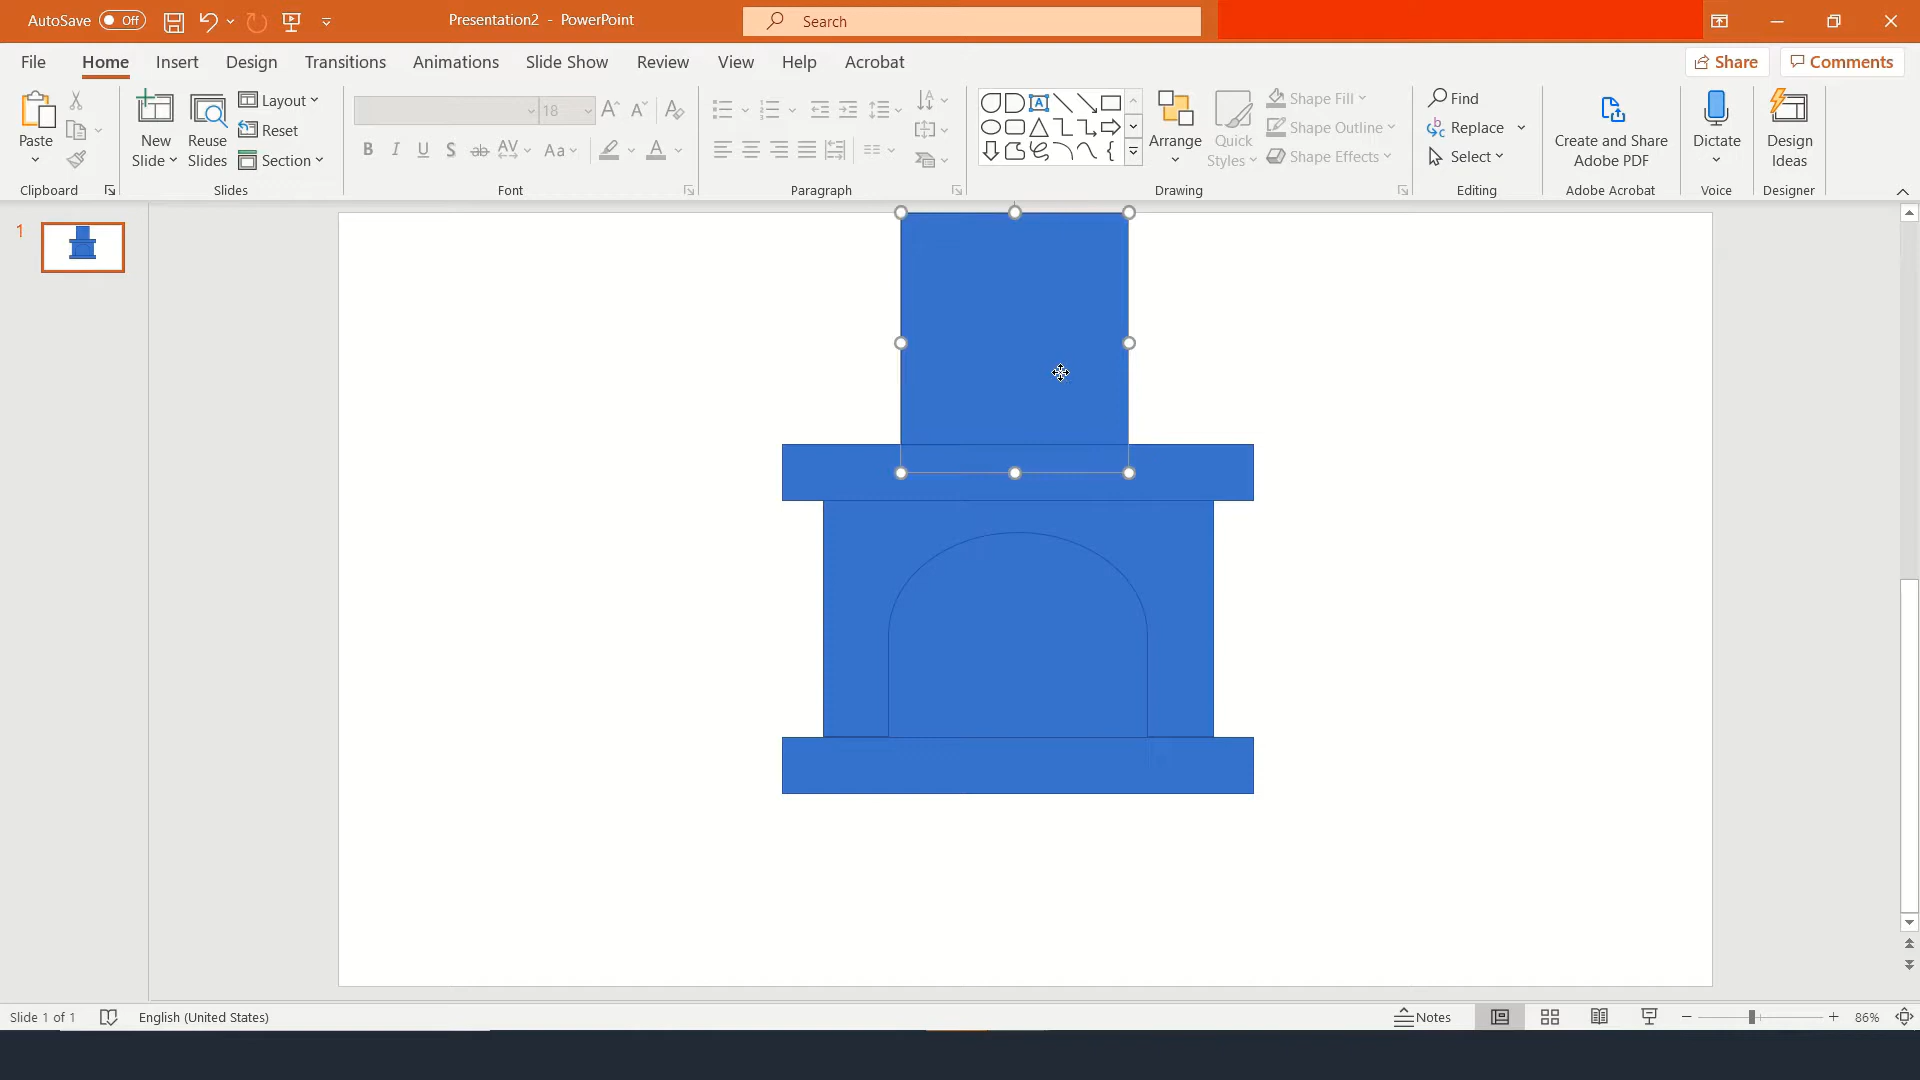 AutoSave Off
Presentation2 - PowerPoint
Search
File Home Insert Design Transitions Animations Slide Show Review View Help Acrobat
Share Comments
Paste
New Slide
Reuse Slides
Layout
Reset
Section
18
B I U S ab AV Aa A
A
Arrange
Quick Styles
Shape Fill
Shape Outline
Shape Effects
Find
Replace
Select
Create and Share Adobe PDF
Dictate
Design Ideas
Clipboard Slides Font Paragraph Drawing Editing Adobe Acrobat Voice Designer
1
Slide 1 of 1 English (United States) Notes 86%